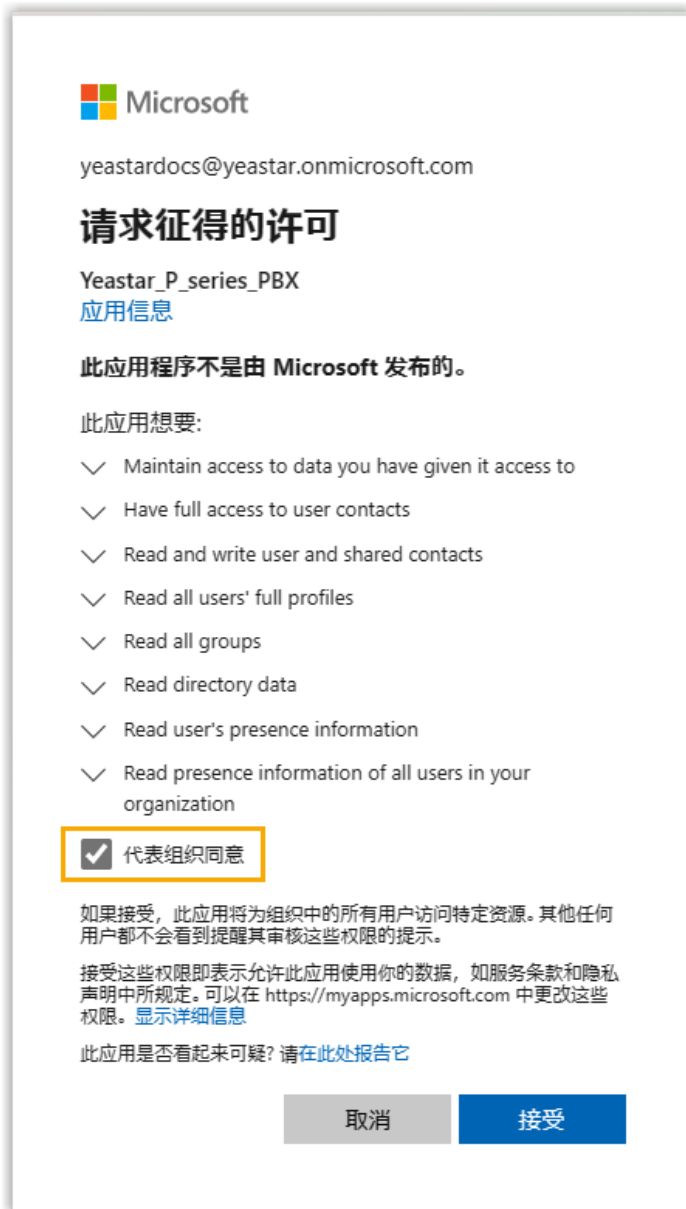 Microsoft
yeastardocs@yeastar.onmicrosoft.com
请求征得的许可
Yeastar_P_series_PBX
应用信息
此应用程序不是由 Microsoft 发布的。
此应用想要:
Maintain access to data you have given it access to
Have full access to user contacts
Read and write user and shared contacts
Read all users' full profiles
Read all groups
Read directory data
Read user's presence information
Read presence information of all users in your
organization
代表组织同意
如果接受，此应用将为组织中的所有用户访问特定资源。其他任何
用户都不会看到提醒其审核这些权限的提示。
接受这些权限即表示允许此应用使用你的数据，如服务条款和隐私
声明中所规定。可以在 https://myapps.microsoft.com 中更改这些
权限。显示详细信息
此应用是否看起来可疑? 请在此处报告它
取消
接受